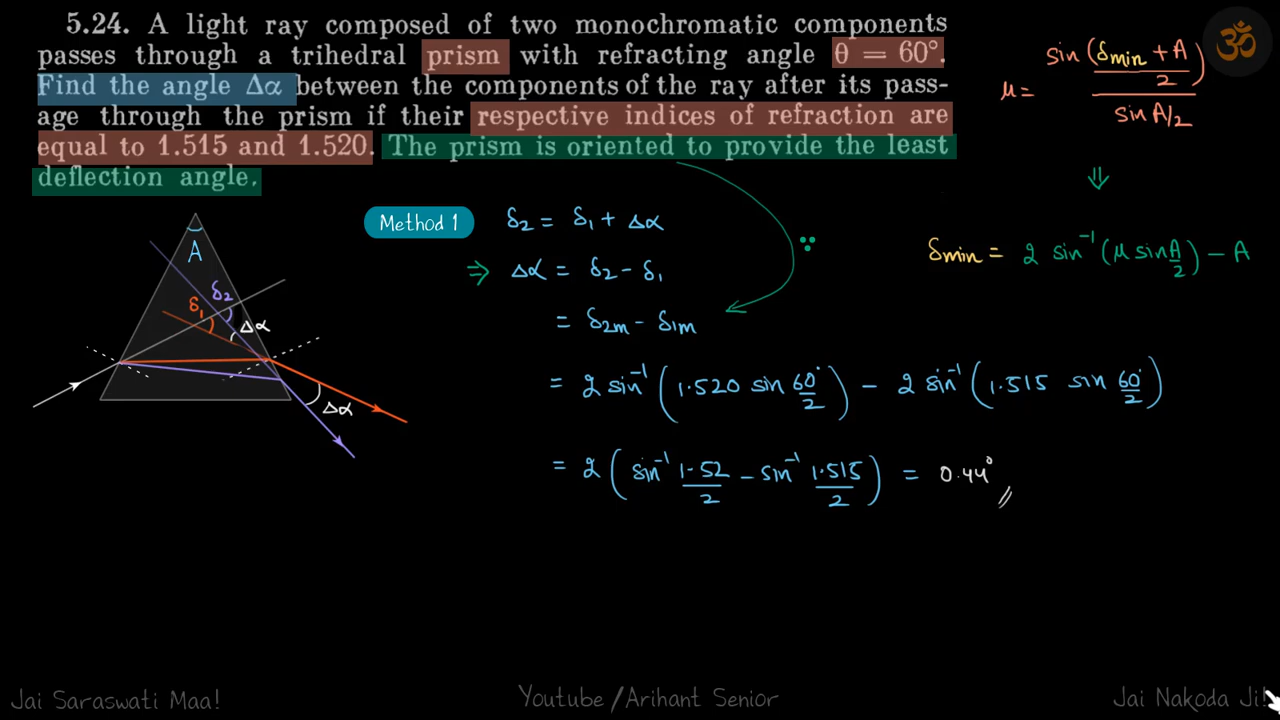 5.24. A light ray composed of two monochromatic components
passes through a trihedral prism with refracting angle θ = 60°.
Find the angle Δα between the components of the ray after its pass-
age through the prism if their respective indices of refraction are
equal to 1.515 and 1.520. The prism is oriented to provide the least
deflection angle.
ॐ
μ = sin((δmin + A)/2) / sin A/2
⇓
δmin = 2 sin⁻¹(μ sin A/2) − A
A
δ₁
δ₂
Δα
Δα
Method 1
δ₂ = δ₁ + Δα
⇒ Δα = δ₂ − δ₁
= δ₂m − δ₁m
= 2 sin⁻¹(1.520 sin 60°/2) − 2 sin⁻¹(1.515 sin 60°/2)
= 2(sin⁻¹ 1.52/2 − sin⁻¹ 1.515/2) = 0.44°
Jai Saraswati Maa!
Youtube / Arihant Senior
Jai Nakoda Ji!